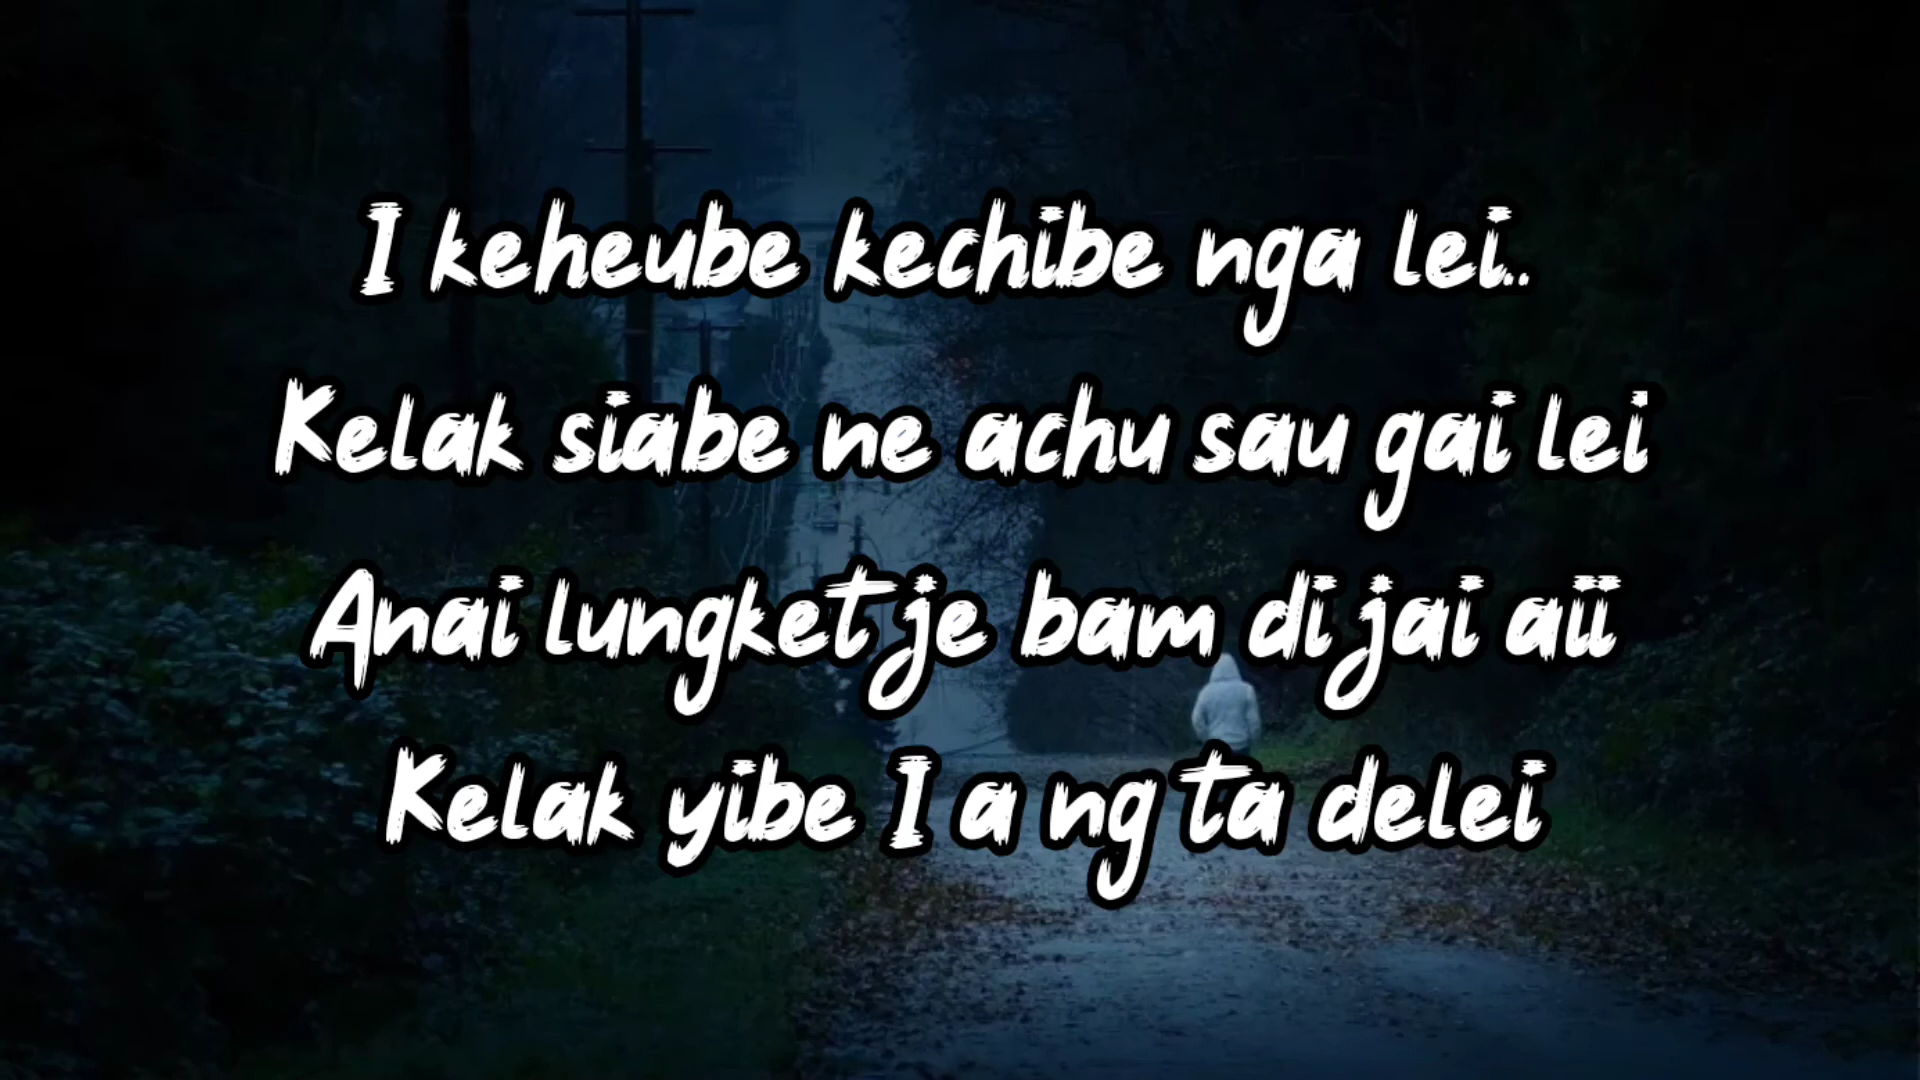 I keheube kechibe nga lei..
Kelak siabe ne achu sau gai lei
Anai lungket je bam di jai aii
Kelak yibe I a ng ta delei